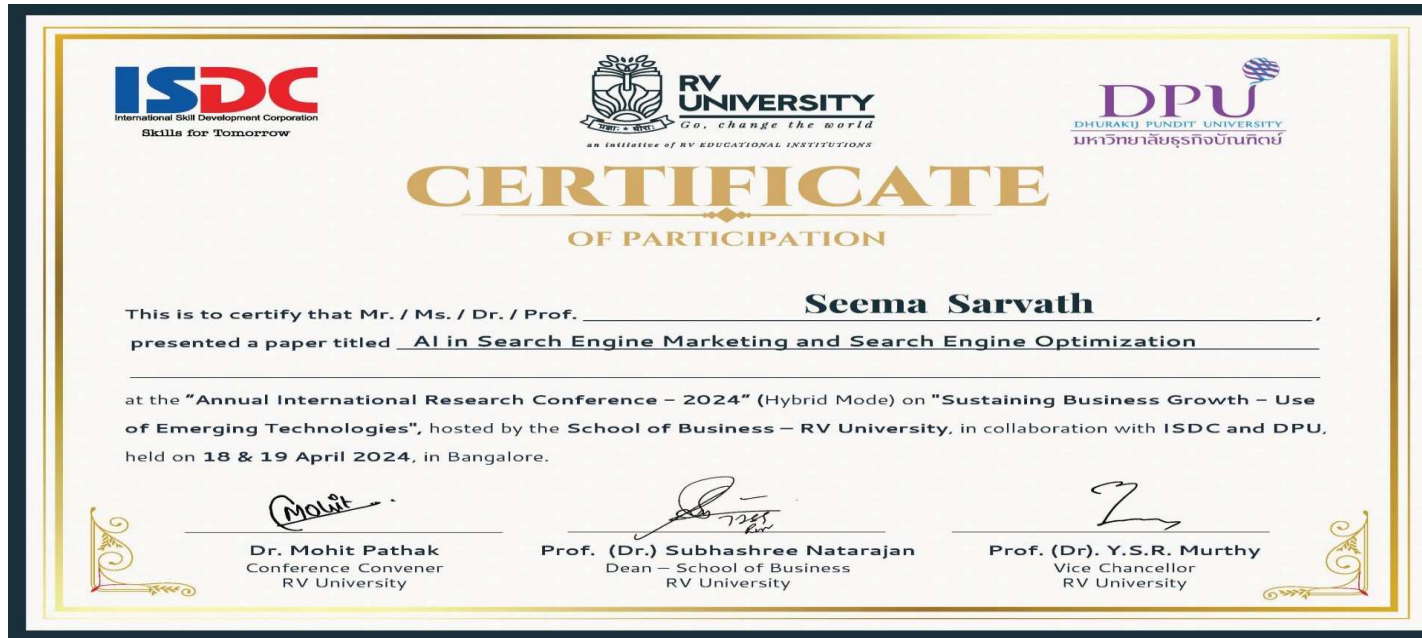 ISDC
International Skill Development Corporation
Skills for Tomorrow
RV
UNIVERSITY
Go, change the world
an initiative of RV EDUCATIONAL INSTITUTIONS
DPU
DHURAKIJ PUNDIT UNIVERSITY
มหาวิทยาลัยธุรกิจบัณฑิตย์
CERTIFICATE
OF PARTICIPATION
This is to certify that Mr. / Ms. / Dr. / Prof. Seema Sarvath,
presented a paper titled AI in Search Engine Marketing and Search Engine Optimization
at the "Annual International Research Conference – 2024" (Hybrid Mode) on "Sustaining Business Growth – Use
of Emerging Technologies", hosted by the School of Business – RV University, in collaboration with ISDC and DPU,
held on 18 & 19 April 2024, in Bangalore.
Mohit
Dr. Mohit Pathak
Conference Convener
RV University
Prof. (Dr.) Subhashree Natarajan
Dean – School of Business
RV University
Prof. (Dr). Y.S.R. Murthy
Vice Chancellor
RV University